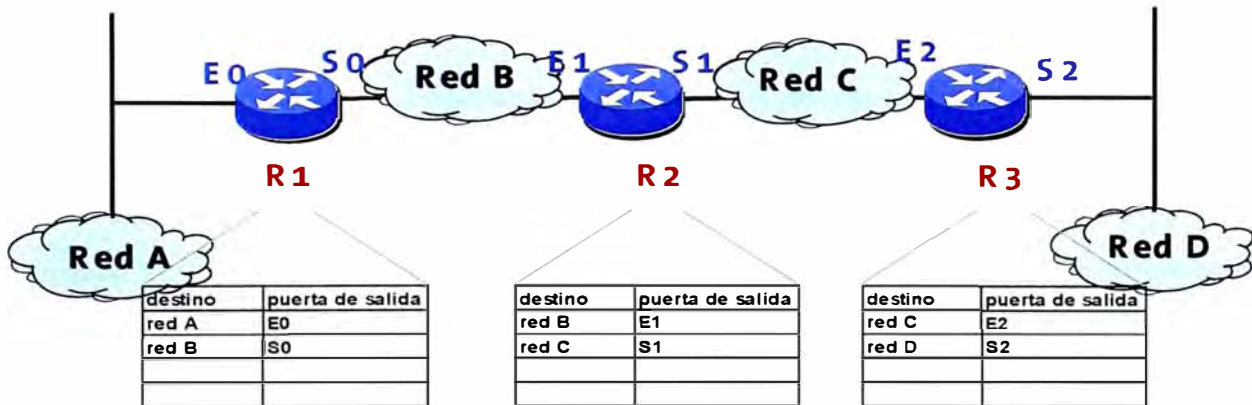 E0 S0 Red B E1 S1 Red C E2 S2
R1 R2 R3
Red A
Red D
destino puerta de salida
red A E0
red B S0
destino puerta de salida
red B E1
red C S1
destino puerta de salida
red C E2
red D S2